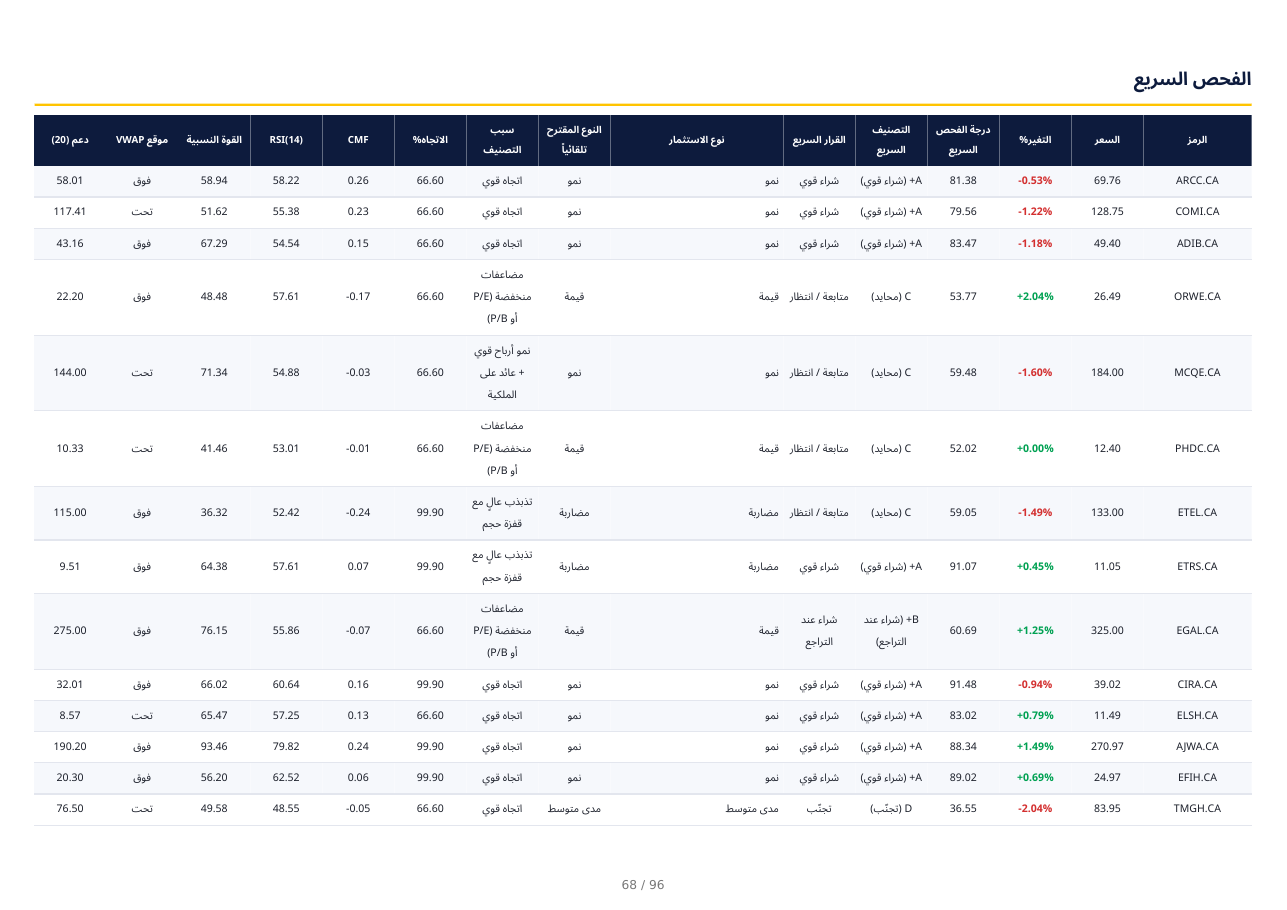 الفحص السريع
الرمز السعر التغير% درجة الفحص السريع التصنيف السريع القرار السريع نوع الاستثمار النوع المقترح تلقائياً سبب التصنيف الاتجاه% CMF RSI(14) القوة النسبية موقع VWAP دعم (20)
ARCC.CA 69.76 -0.53% 81.38 A+ (شراء قوي) شراء قوي نمو نمو اتجاه قوي 66.60 0.26 58.22 58.94 فوق 58.01
COMI.CA 128.75 -1.22% 79.56 A+ (شراء قوي) شراء قوي نمو نمو اتجاه قوي 66.60 0.23 55.38 51.62 تحت 117.41
ADIB.CA 49.40 -1.18% 83.47 A+ (شراء قوي) شراء قوي نمو نمو اتجاه قوي 66.60 0.15 54.54 67.29 فوق 43.16
ORWE.CA 26.49 +2.04% 53.77 C (محايد) متابعة / انتظار قيمة قيمة مضاعفات منخفضة (P/E أو P/B) 66.60 -0.17 57.61 48.48 فوق 22.20
MCQE.CA 184.00 -1.60% 59.48 C (محايد) متابعة / انتظار نمو نمو نمو أرباح قوي + عائد على الملكية 66.60 -0.03 54.88 71.34 تحت 144.00
PHDC.CA 12.40 +0.00% 52.02 C (محايد) متابعة / انتظار قيمة قيمة مضاعفات منخفضة (P/E أو P/B) 66.60 -0.01 53.01 41.46 تحت 10.33
ETEL.CA 133.00 -1.49% 59.05 C (محايد) متابعة / انتظار مضاربة مضاربة تذبذب عالٍ مع قفزة حجم 99.90 -0.24 52.42 36.32 فوق 115.00
ETRS.CA 11.05 +0.45% 91.07 A+ (شراء قوي) شراء قوي مضاربة مضاربة تذبذب عالٍ مع قفزة حجم 99.90 0.07 57.61 64.38 فوق 9.51
EGAL.CA 325.00 +1.25% 60.69 B+ (شراء عند التراجع) شراء عند التراجع قيمة قيمة مضاعفات منخفضة (P/E أو P/B) 66.60 -0.07 55.86 76.15 فوق 275.00
CIRA.CA 39.02 -0.94% 91.48 A+ (شراء قوي) شراء قوي نمو نمو اتجاه قوي 99.90 0.16 60.64 66.02 فوق 32.01
ELSH.CA 11.49 +0.79% 83.02 A+ (شراء قوي) شراء قوي نمو نمو اتجاه قوي 66.60 0.13 57.25 65.47 تحت 8.57
AJWA.CA 270.97 +1.49% 88.34 A+ (شراء قوي) شراء قوي نمو نمو اتجاه قوي 99.90 0.24 79.82 93.46 فوق 190.20
EFIH.CA 24.97 +0.69% 89.02 A+ (شراء قوي) شراء قوي نمو نمو اتجاه قوي 99.90 0.06 62.52 56.20 فوق 20.30
TMGH.CA 83.95 -2.04% 36.55 D (تجنّب) تجنّب مدى متوسط مدى متوسط اتجاه قوي 66.60 -0.05 48.55 49.58 تحت 76.50
68 / 96